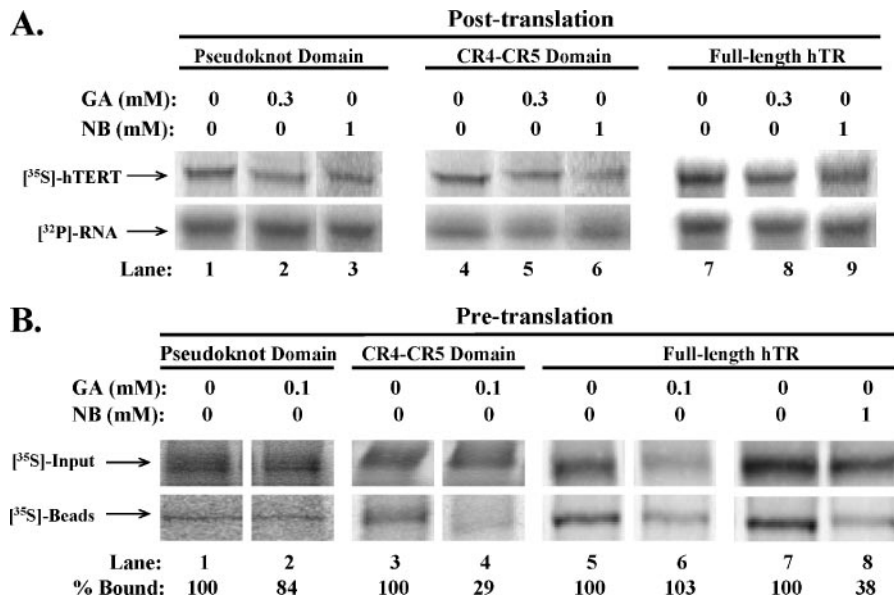 A.
Post-translation
Pseudoknot Domain CR4-CR5 Domain Full-length hTR
GA (mM): 0 0.3 0 0 0.3 0 0 0.3 0
NB (mM): 0 0 1 0 0 1 0 0 1
[³⁵S]-hTERT
[³²P]-RNA
Lane: 1 2 3 4 5 6 7 8 9
B.
Pre-translation
Pseudoknot Domain CR4-CR5 Domain Full-length hTR
GA (mM): 0 0.1 0 0.1 0 0.1 0 0
NB (mM): 0 0 0 0 0 0 0 1
[³⁵S]-Input
[³⁵S]-Beads
Lane: 1 2 3 4 5 6 7 8
% Bound: 100 84 100 29 100 103 100 38